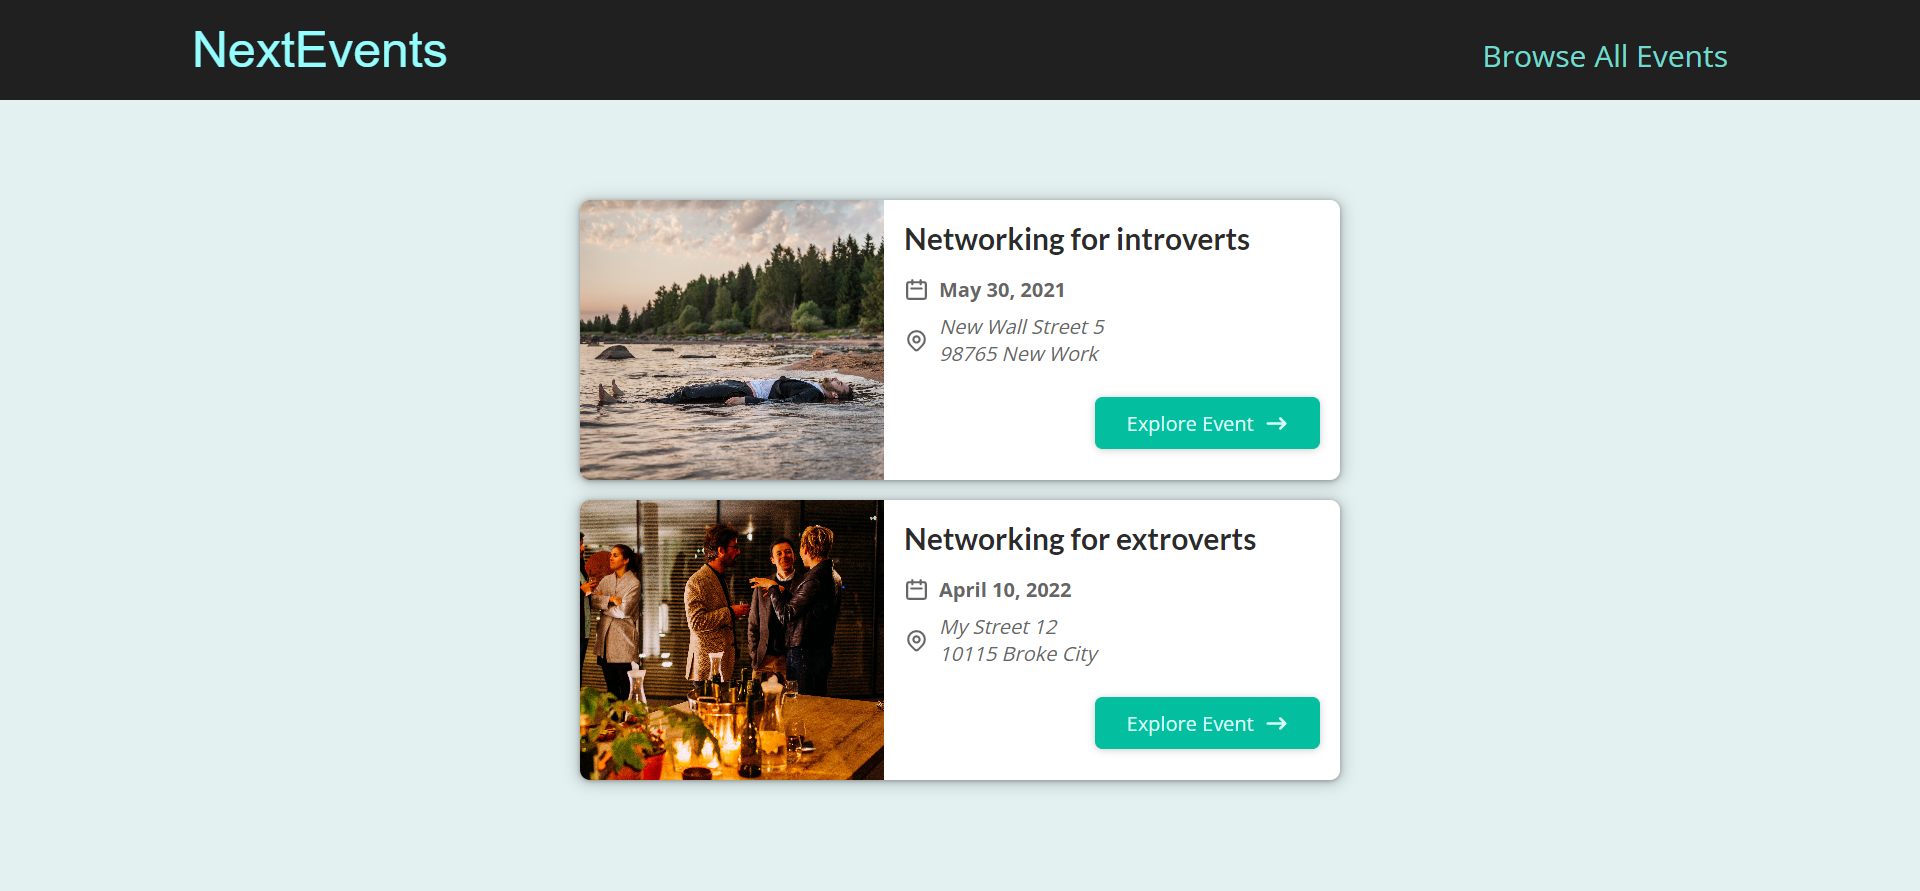 NextEvents
Browse All Events
Networking for introverts
May 30, 2021
New Wall Street 5
98765 New Work
Explore Event
Networking for extroverts
April 10, 2022
My Street 12
10115 Broke City
Explore Event